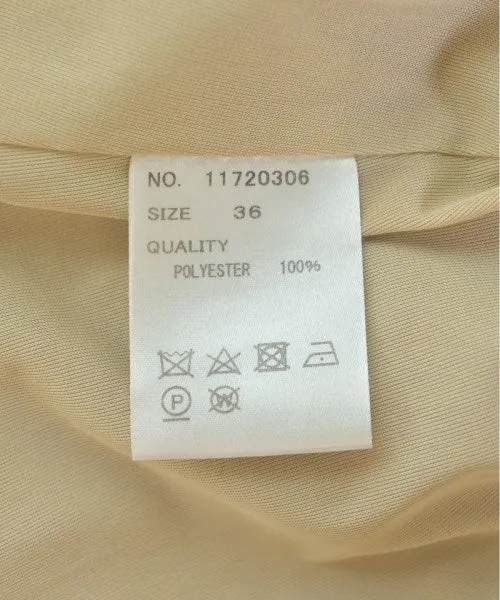 NO. 11720306
SIZE 36
QUALITY
POLYESTER 100%
P W